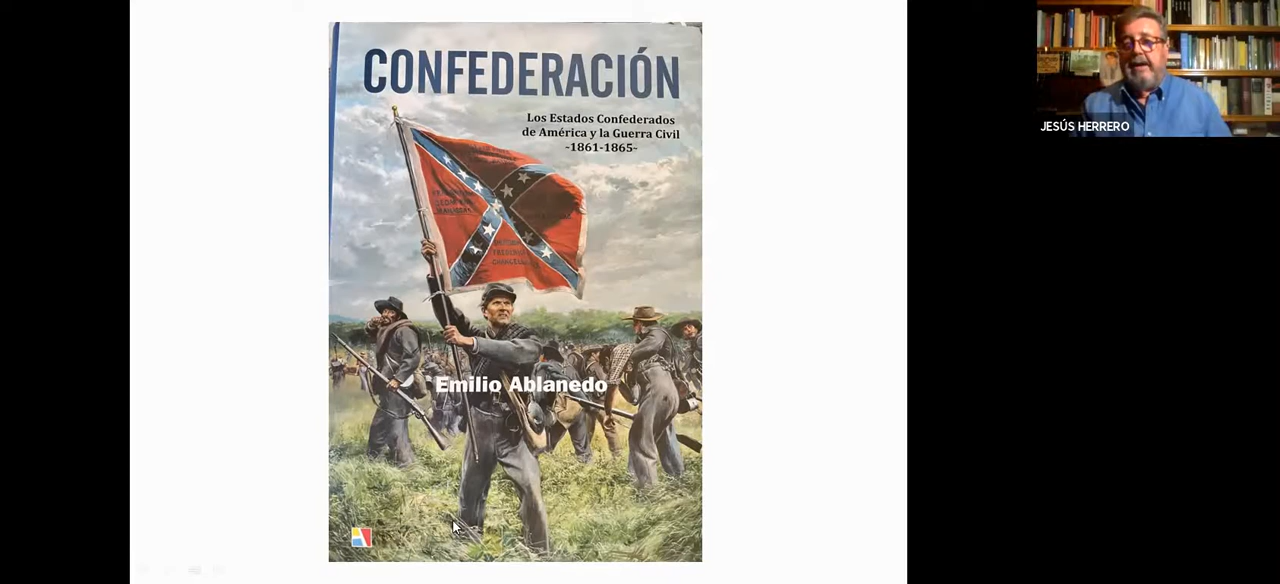 CONFEDERACIÓN
Los Estados Confederados
de América y la Guerra Civil
-1861-1865-
Emilio Ablanedo
JESÚS HERRERO